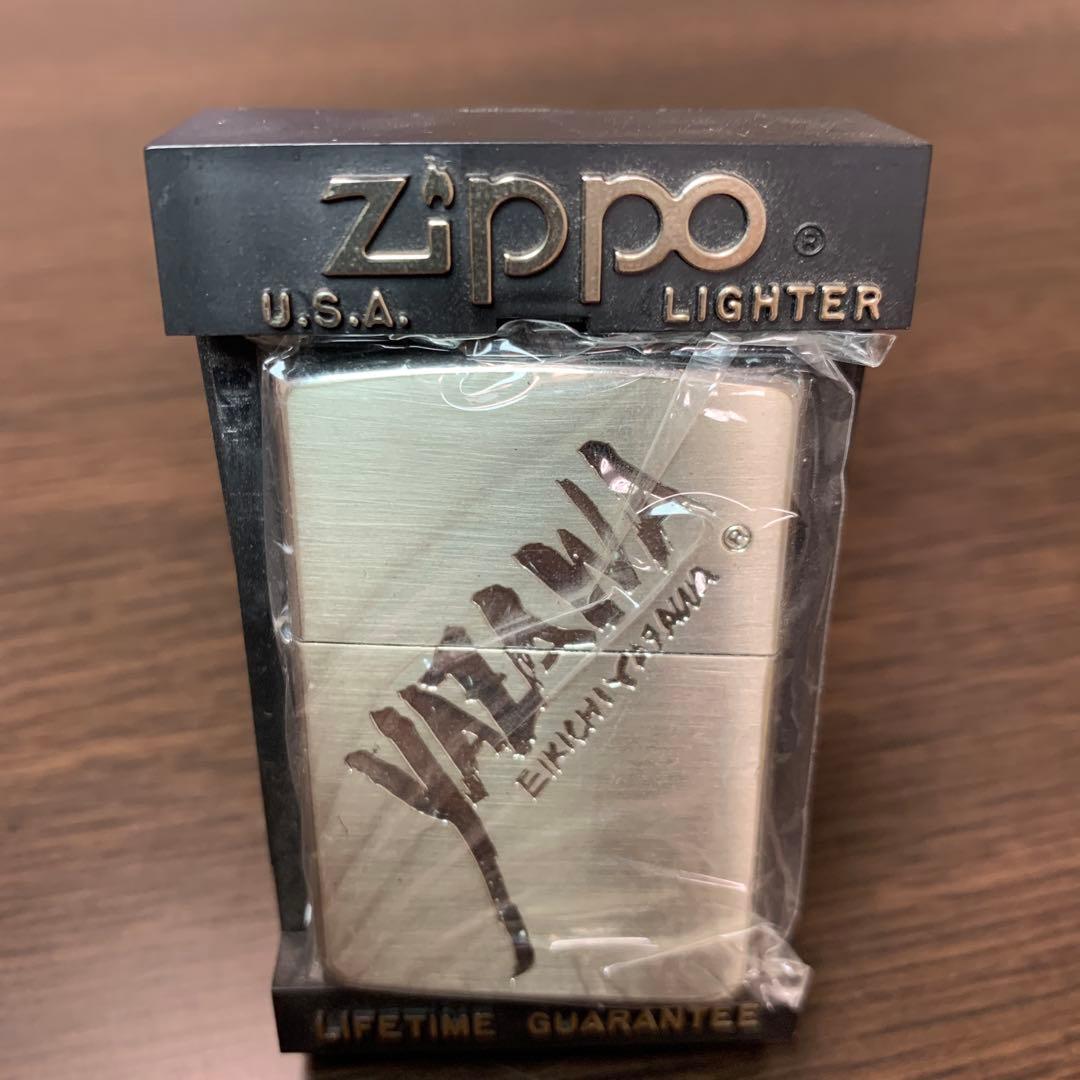 Zippo ®
U.S.A. LIGHTER
YAZAWA ®
EIKICHI YAZAWA
LIFETIME GUARANTEE